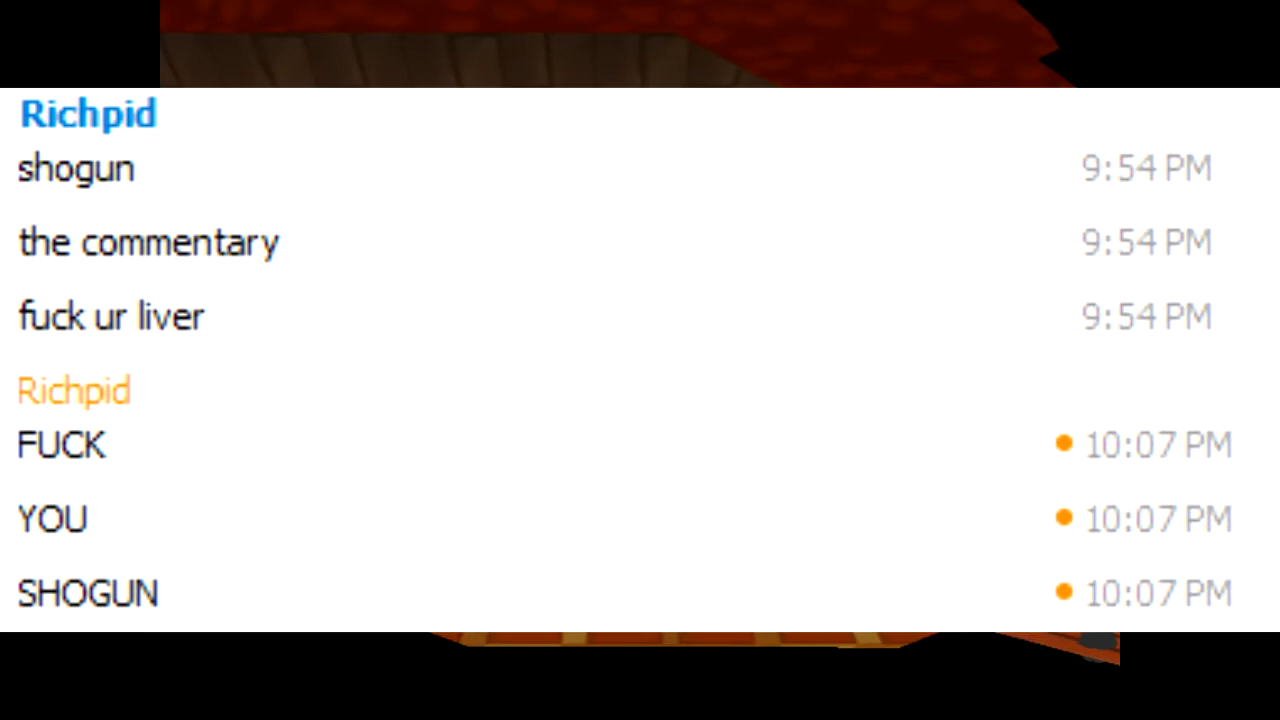 Richpid
shogun 9:54 PM
the commentary 9:54 PM
fuck ur liver 9:54 PM
Richpid
FUCK 10:07 PM
YOU 10:07 PM
SHOGUN 10:07 PM